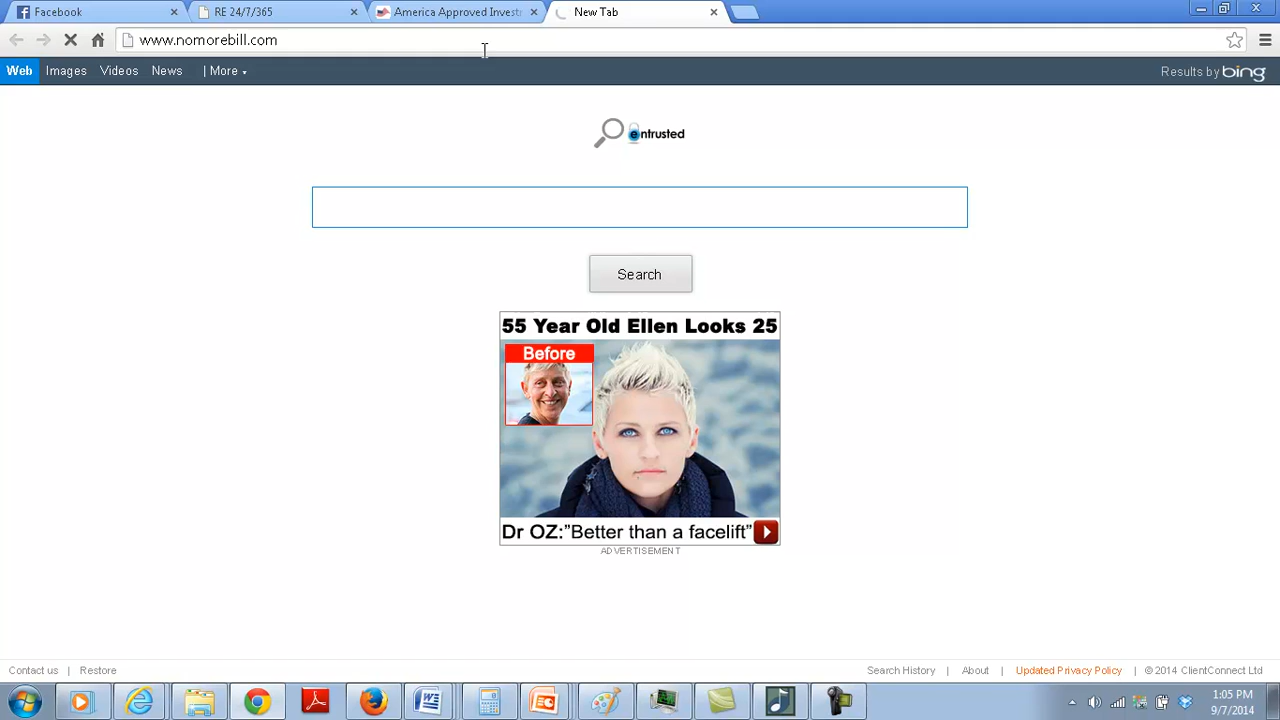 Facebook
RE 24/7/365
America Approved Investm
New Tab
www.nomorebill.com
Web Images Videos News | More
Results by bing
entrusted
Search
55 Year Old Ellen Looks 25
Before
Dr OZ:"Better than a facelift"
ADVERTISEMENT
Contact us | Restore
Search History | About | Updated Privacy Policy | © 2014 ClientConnect Ltd
1:05 PM
9/7/2014